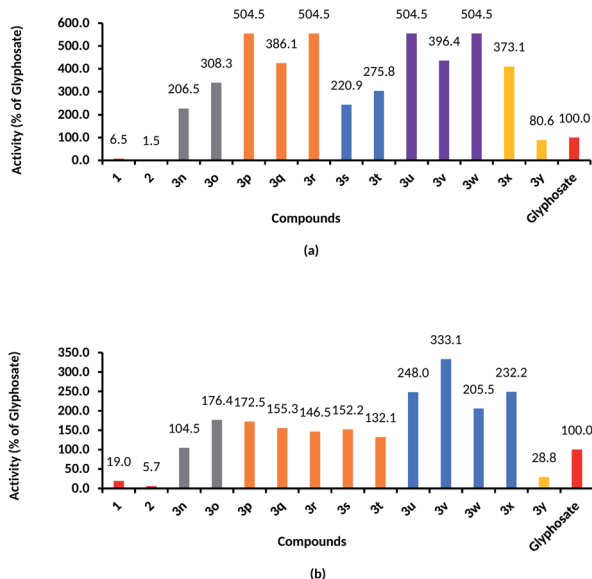 504.5 504.5 504.5 504.5
600.0
386.1 396.4 373.1
500.0
308.3
400.0
275.8
206.5 220.9
300.0
200.0
80.6 100.0
100.0
6.5 1.5
0.0
Activity (% of Glyphosate)
1 2 3n 3o 3p 3q 3r 3s 3t 3u 3v 3w 3x 3y Glyphosate
Compounds
(a)
333.1
350.0
300.0
248.0 232.2
250.0
205.5
176.4 172.5
200.0
155.3 146.5 152.2
132.1
150.0
104.5 100.0
100.0
50.0
19.0 5.7 28.8
0.0
Activity (% of Glyphosate)
1 2 3n 3o 3p 3q 3r 3s 3t 3u 3v 3w 3x 3y Glyphosate
Compounds
(b)